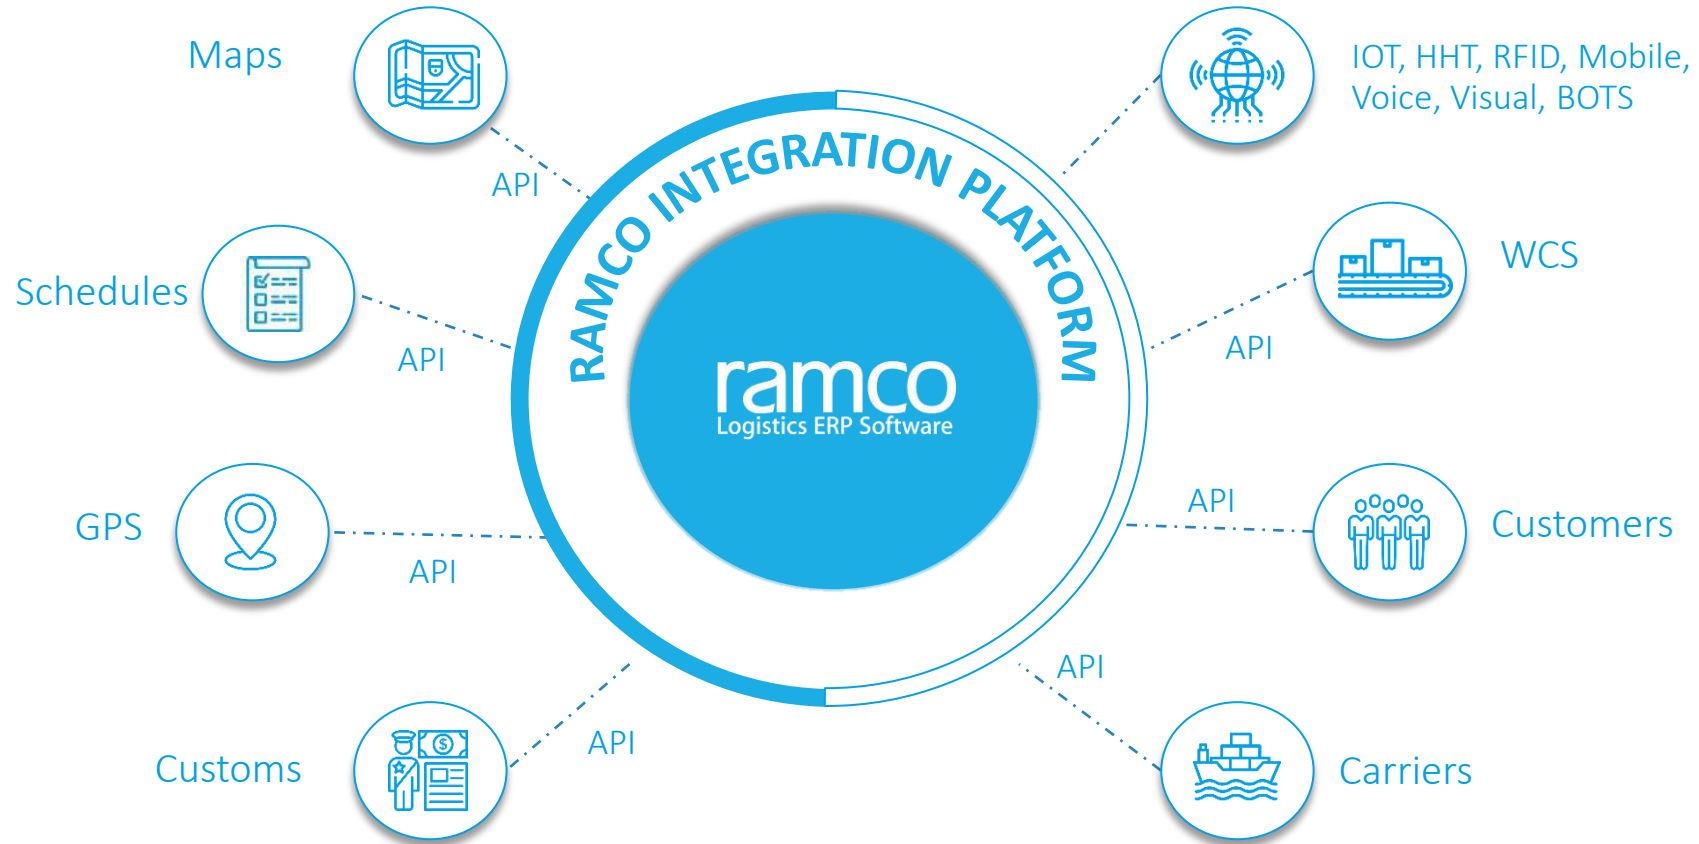 Maps
API
Schedules
API
GPS
API
Customs
API
RAMCO INTEGRATION PLATFORM
ramco
Logistics ERP Software
IOT, HHT, RFID, Mobile,
Voice, Visual, BOTS
WCS
API
API
Customers
API
Carriers
$